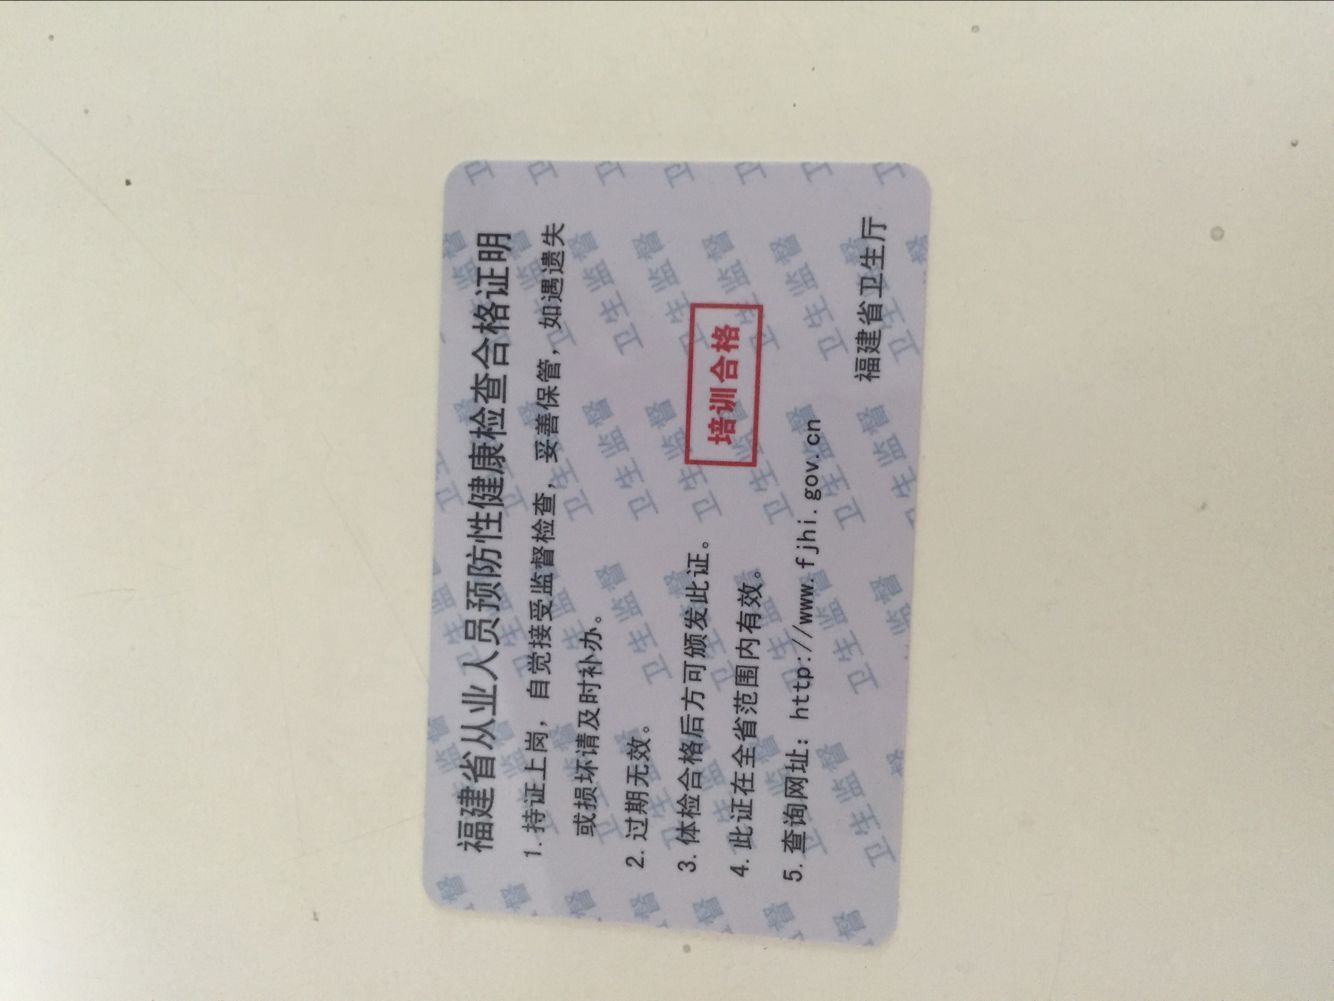 福建省从业人员预防性健康检查合格证明
1.持证上岗，自觉接受监督检查，妥善保管，如遇遗失
或损坏请及时补办。
2.过期无效。
3.体检合格后方可颁发此证。
4.此证在全省范围内有效。
5.查询网址：http://www.fjhi.gov.cn
培训合格
福建省卫生厅